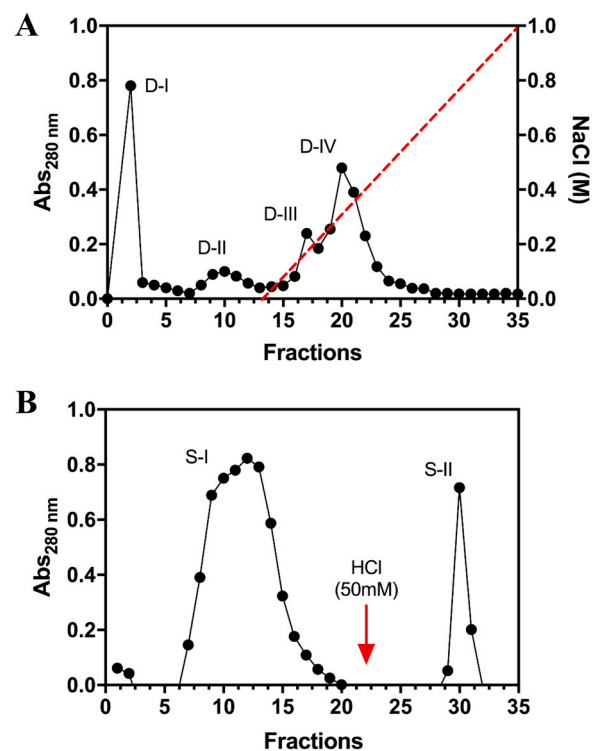 A
1.0
0.8
0.6
0.4
0.2
0.0
Abs280 nm
D-I
D-II
D-III
D-IV
1.0
0.8
0.6
0.4
0.2
0.0
NaCl (M)
0 5 10 15 20 25 30 35
Fractions
B
1.0
0.8
0.6
0.4
0.2
0.0
Abs280 nm
S-I
HCl
(50mM)
S-II
0 5 10 15 20 25 30 35
Fractions